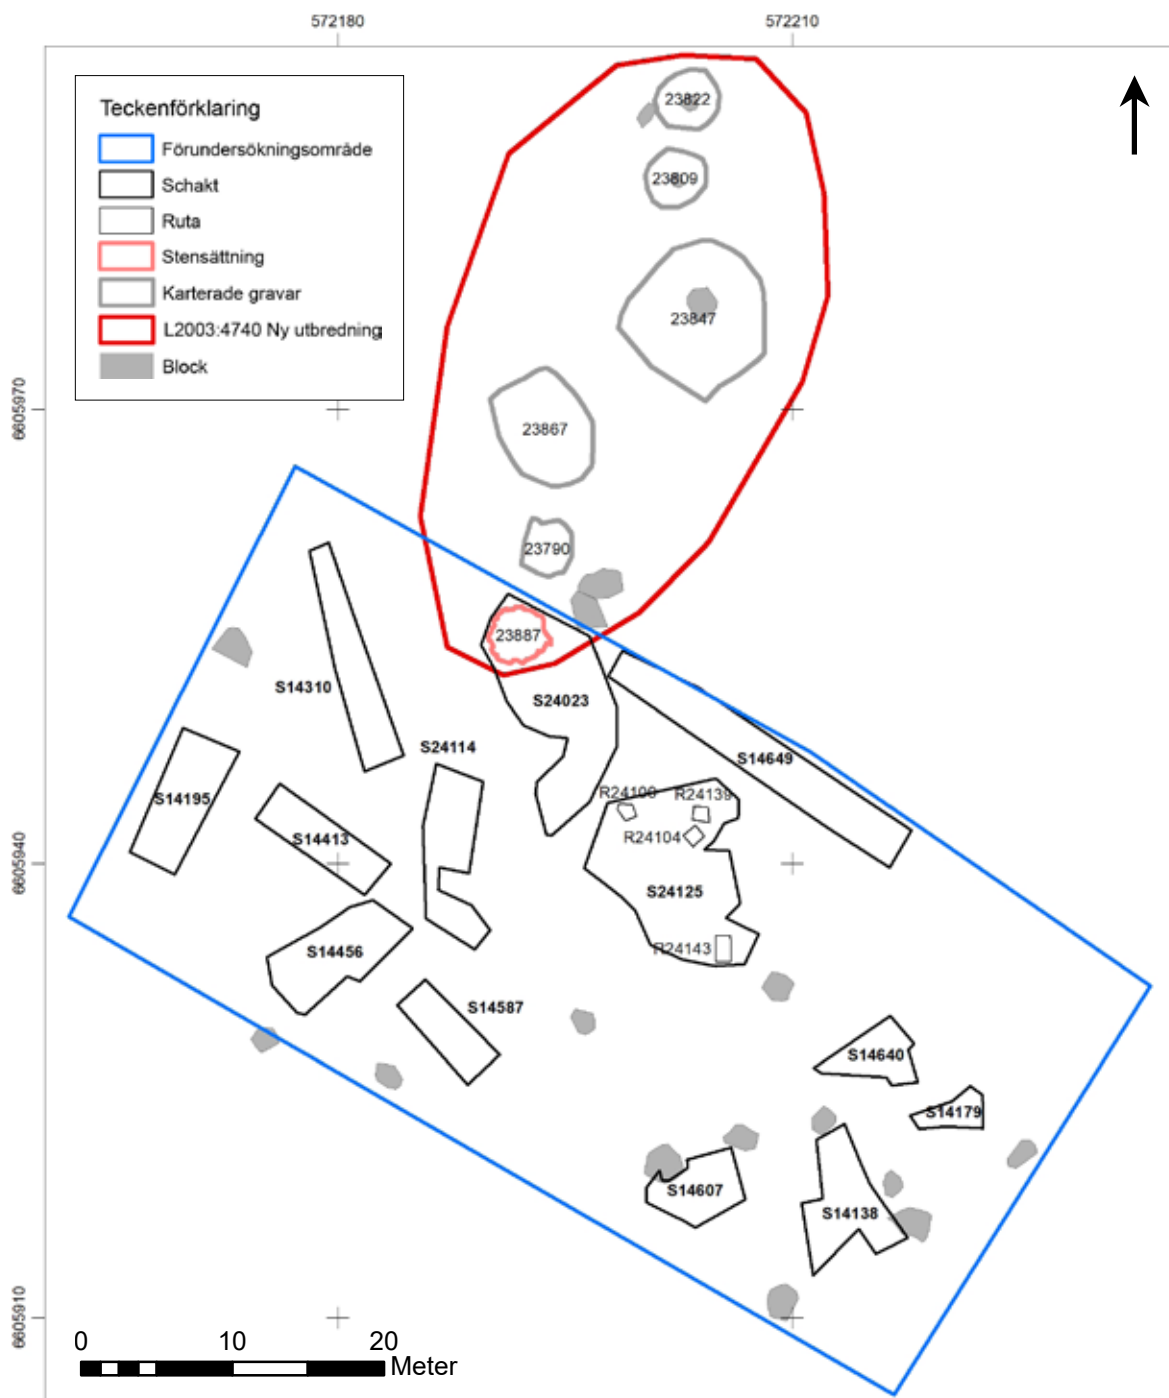 572180
572210
Teckenförklaring
Förundersökningsområde
Schakt
Ruta
Stensättning
Karterade gravar
L2003:4740 Ny utbredning
Block
23822
23809
23847
6605970
23867
23790
23887
S14310
S24023
S24114
S14649
S14195
R24109
R24139
S14413
R24104
6605940
S24125
S14456
R24143
S14587
S14640
S14179
S14607
S14138
6605910
0
10
20
Meter